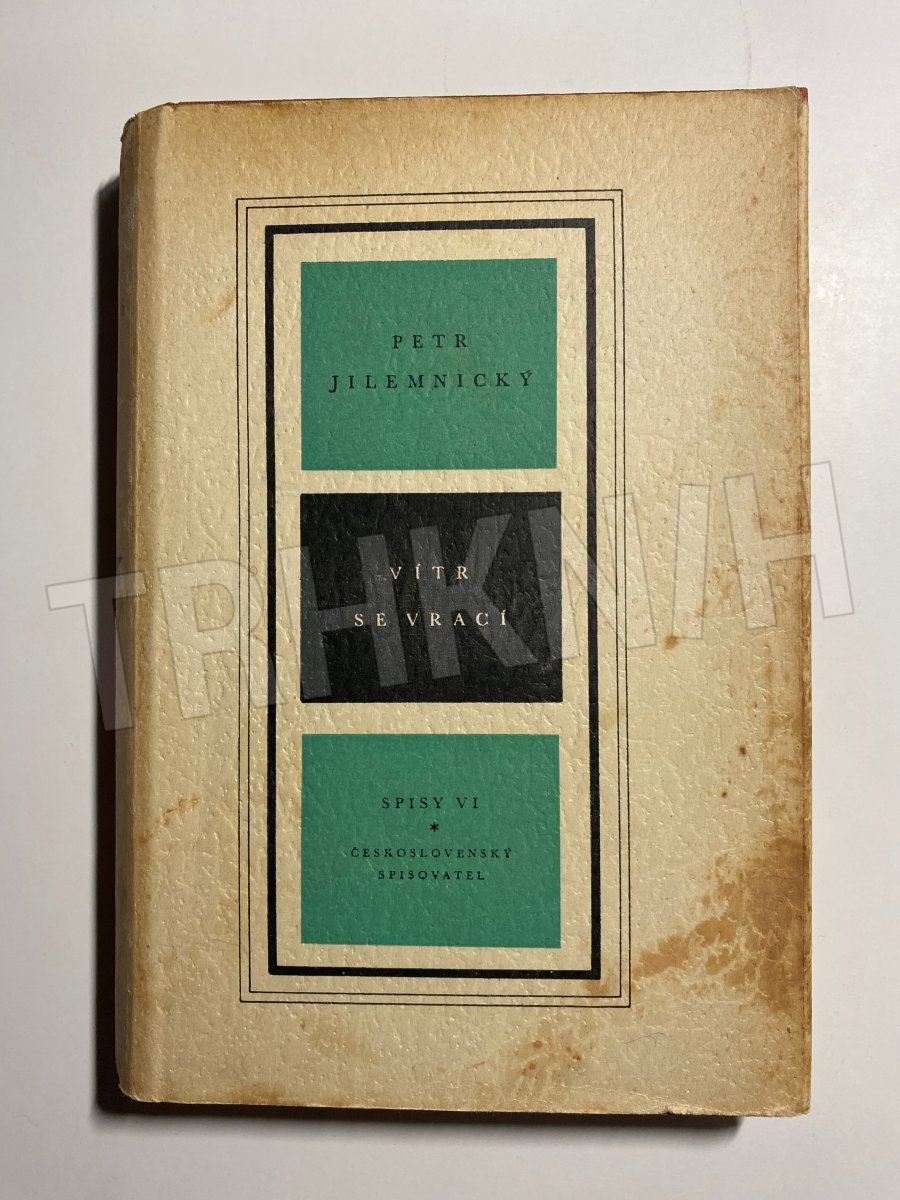 PETR
JILEMNICKÝ
VÍTR
SE VRACÍ
SPISY VI
*
ČESKOSLOVENSKÝ
SPISOVATEL
TRHKNIH